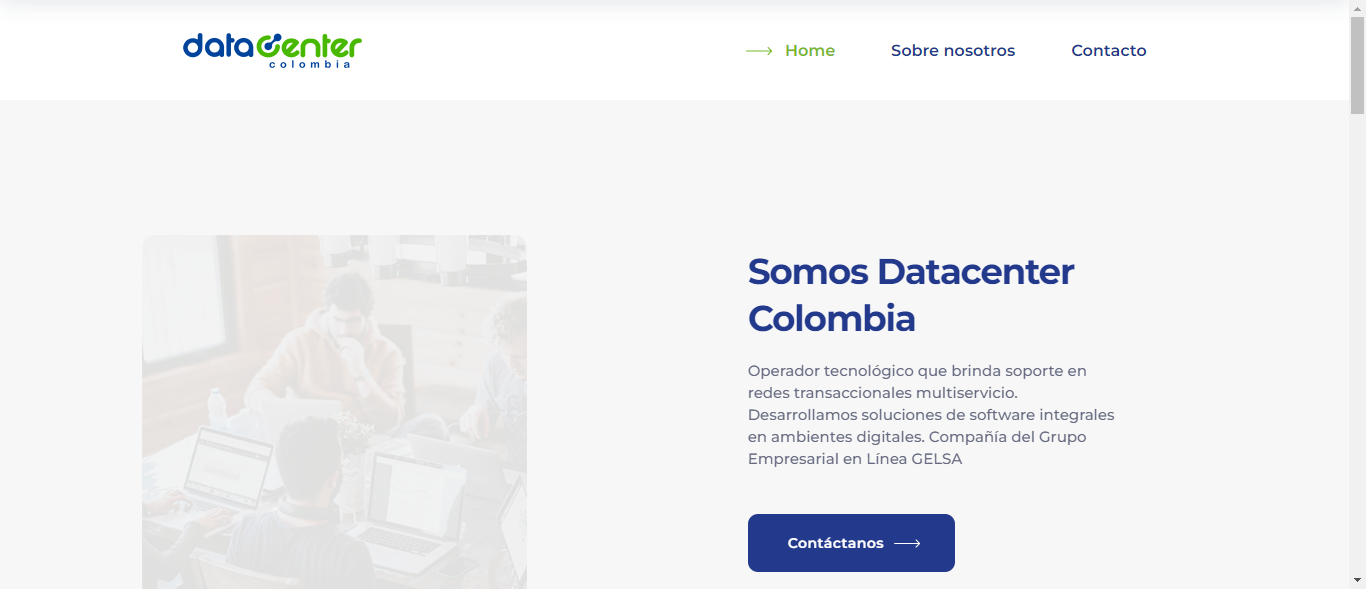 datacenter
colombia
Home
Sobre nosotros
Contacto
Somos Datacenter
Colombia
Operador tecnológico que brinda soporte en
redes transaccionales multiservicio.
Desarrollamos soluciones de software integrales
en ambientes digitales. Compañía del Grupo
Empresarial en Línea GELSA
Contáctanos